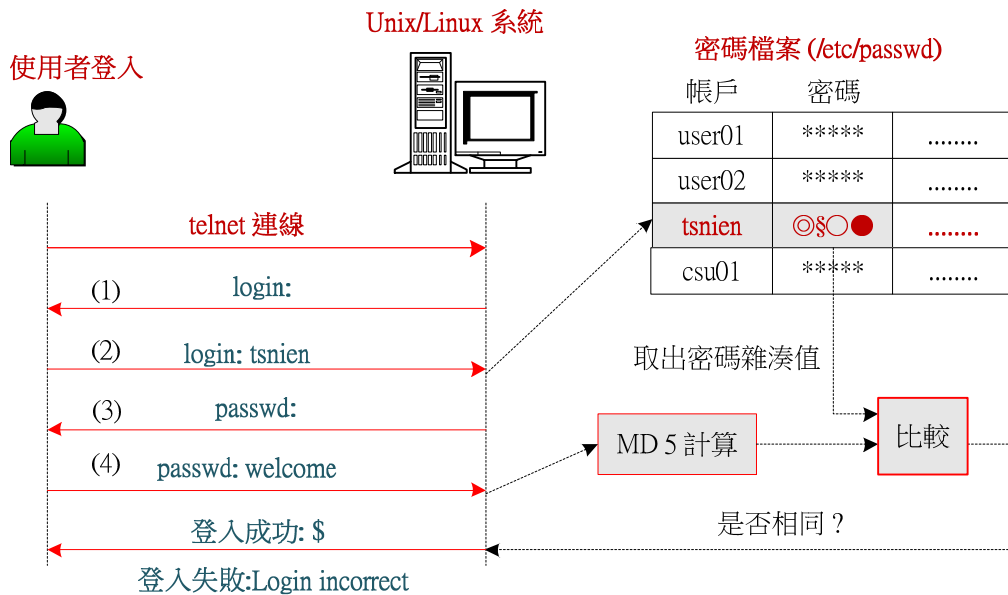 Unix/Linux 系統
密碼檔案 (/etc/passwd)
使用者登入
帳戶 密碼
user01 ***** ........
user02 ***** ........
tsnien ◎§○● ........
csu01 ***** ........
telnet 連線
(1) login:
(2) login: tsnien
取出密碼雜湊值
(3) passwd:
MD 5 計算
比較
(4) passwd: welcome
登入成功: $
是否相同？
登入失敗:Login incorrect